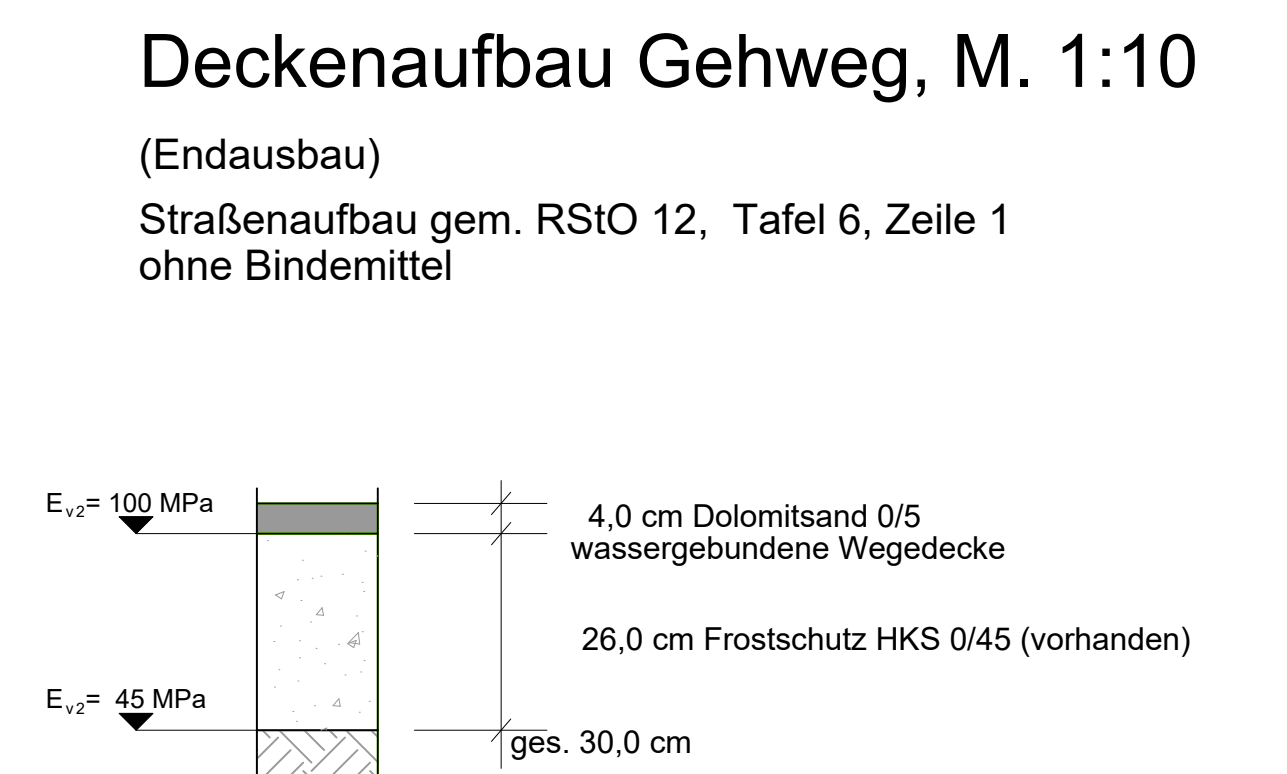 Deckenaufbau Gehweg, M. 1:10
(Endausbau)
Straßenaufbau gem. RStO 12,  Tafel 6, Zeile 1
ohne Bindemittel
Ev2= 100 MPa
4,0 cm Dolomitsand 0/5
wassergebundene Wegedecke
26,0 cm Frostschutz HKS 0/45 (vorhanden)
Ev2= 45 MPa
ges. 30,0 cm